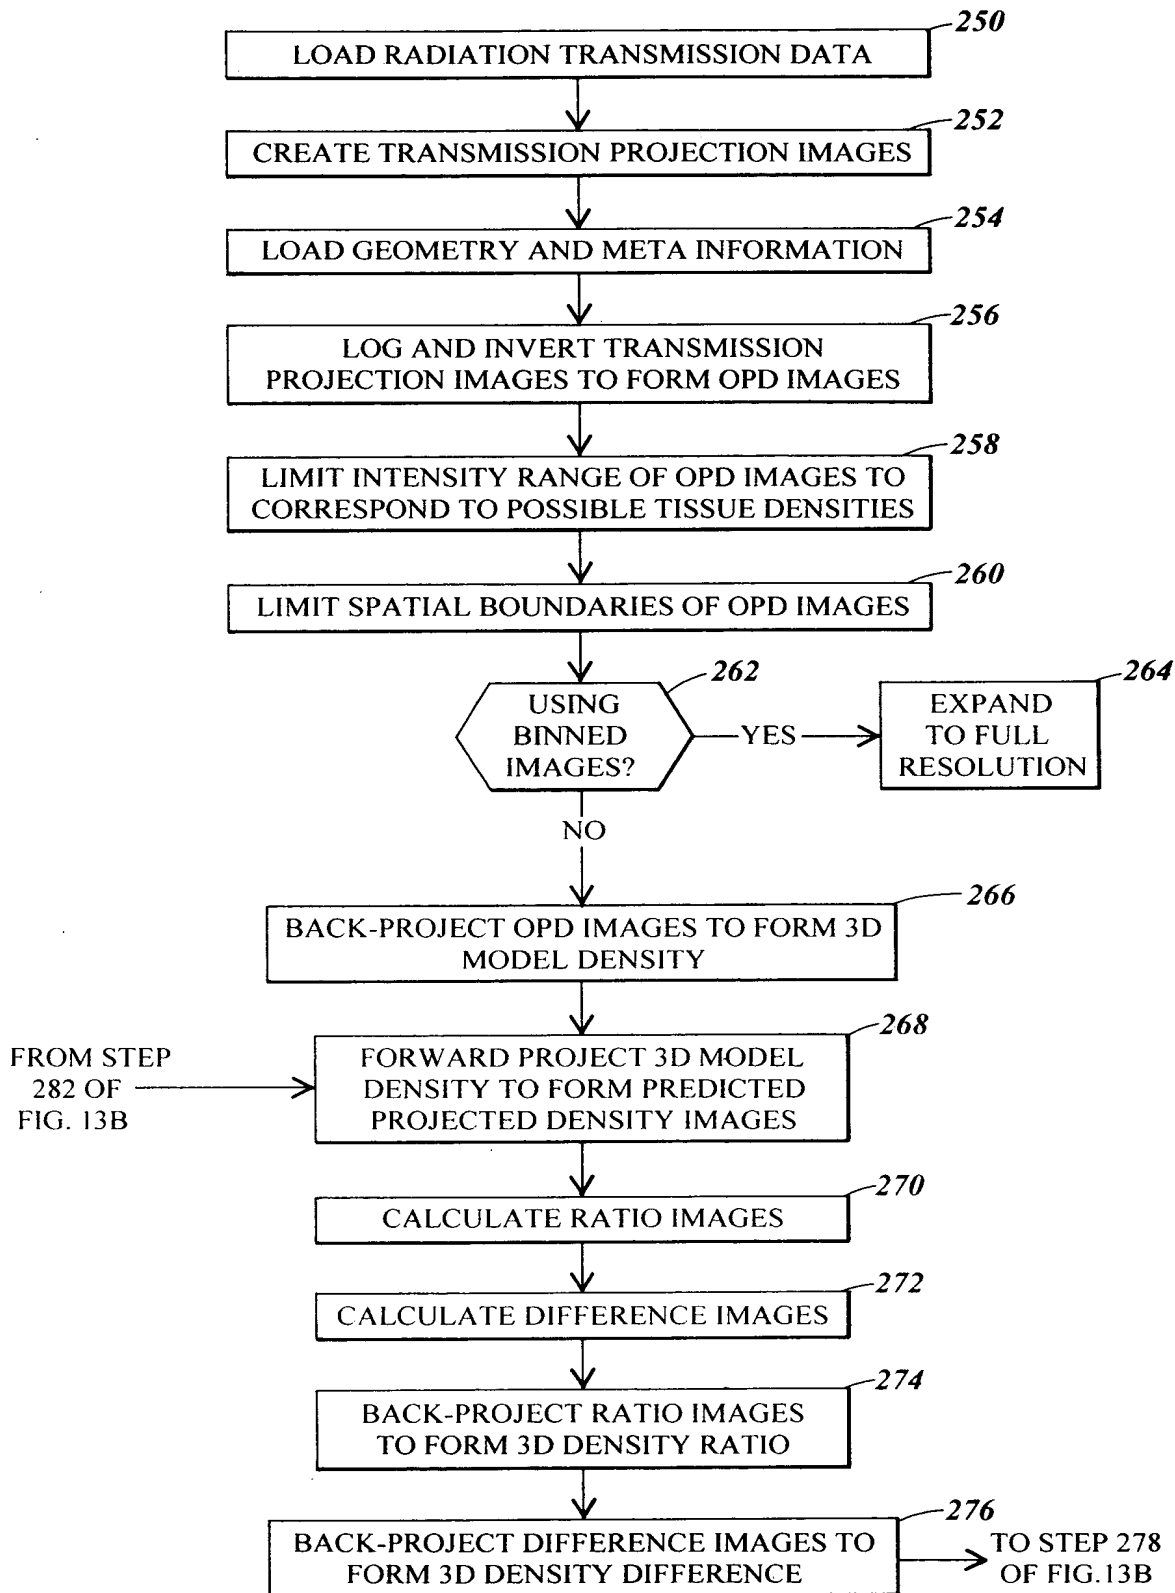 250
LOAD RADIATION TRANSMISSION DATA
252
CREATE TRANSMISSION PROJECTION IMAGES
254
LOAD GEOMETRY AND META INFORMATION
256
LOG AND INVERT TRANSMISSION
PROJECTION IMAGES TO FORM OPD IMAGES
258
LIMIT INTENSITY RANGE OF OPD IMAGES TO
CORRESPOND TO POSSIBLE TISSUE DENSITIES
260
LIMIT SPATIAL BOUNDARIES OF OPD IMAGES
262
USING
BINNED
IMAGES?
YES
264
EXPAND
TO FULL
RESOLUTION
NO
266
BACK-PROJECT OPD IMAGES TO FORM 3D
MODEL DENSITY
268
FROM STEP
282 OF
FIG. 13B
FORWARD PROJECT 3D MODEL
DENSITY TO FORM PREDICTED
PROJECTED DENSITY IMAGES
270
CALCULATE RATIO IMAGES
272
CALCULATE DIFFERENCE IMAGES
274
BACK-PROJECT RATIO IMAGES
TO FORM 3D DENSITY RATIO
276
BACK-PROJECT DIFFERENCE IMAGES TO
FORM 3D DENSITY DIFFERENCE
TO STEP 278
OF FIG.13B